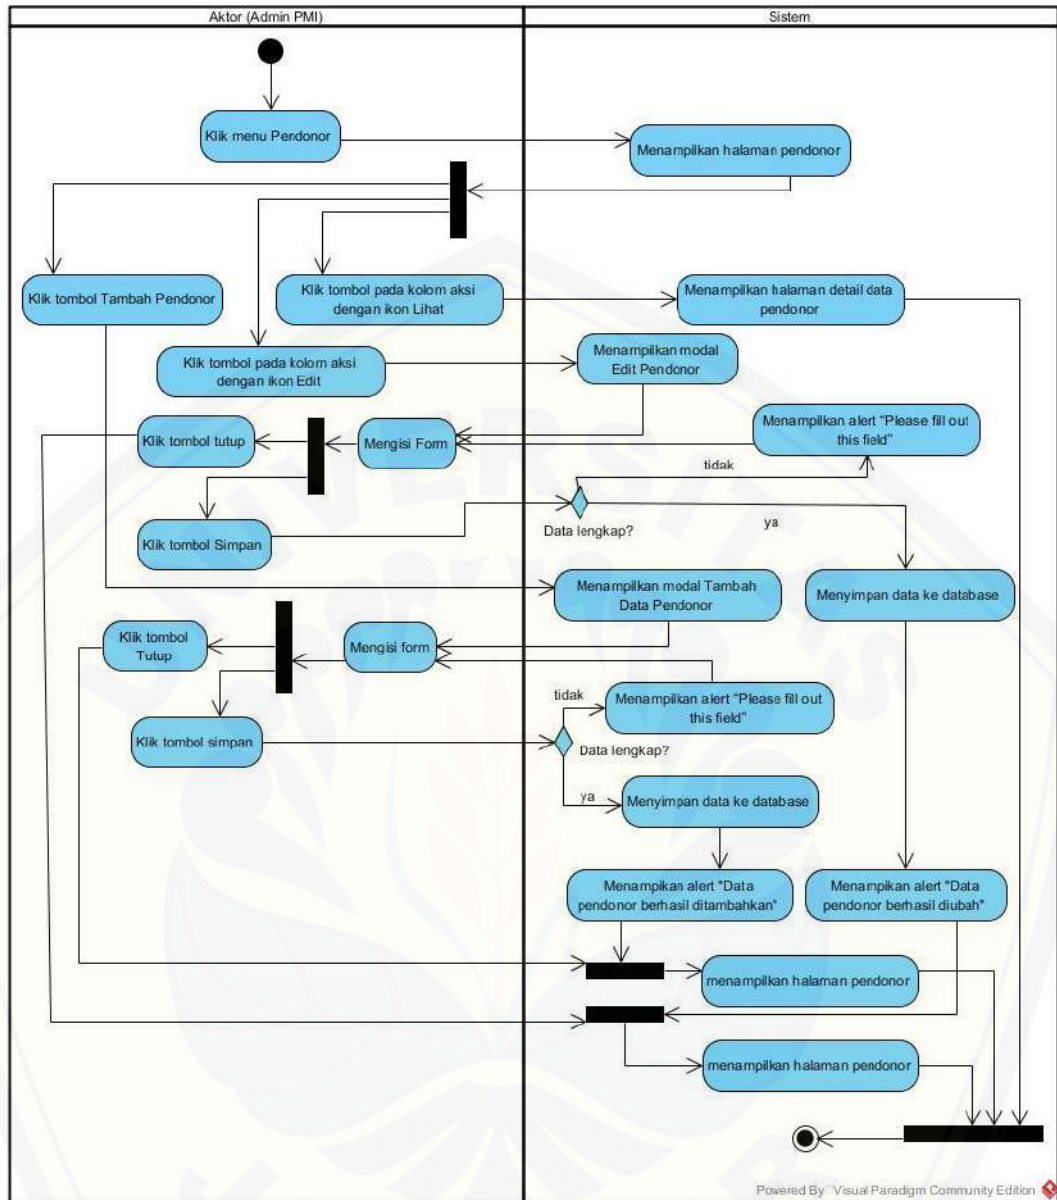 Aktor (Admin PMI)
Sistem
Klik menu Pendonor
Menampilkan halaman pendonor
Klik tombol Tambah Pendonor
Klik tombol pada kolom aksi
dengan ikon Lihat
Menampilkan halaman detail data
pendonor
Klik tombol pada kolom aksi
dengan ikon Edit
Menampilkan modal
Edit Pendonor
Klik tombol tutup
Mengisi Form
Menampilkan alert "Please fill out
this field"
tidak
Klik tombol Simpan
Data lengkap?
ya
Menampilkan modal Tambah
Data Pendonor
Menyimpan data ke database
Klik tombol
Tutup
Mengisi form
tidak
Menampilkan alert "Please fill out
this field"
Klik tombol simpan
Data lengkap?
ya
Menyimpan data ke database
Menampikan alert "Data
pendonor berhasil ditambahkan"
Menampikan alert "Data
pendonor berhasil diubah"
menampilkan halaman pendonor
menampilkan halaman pendonor
Powered By Visual Paradigm Community Edition